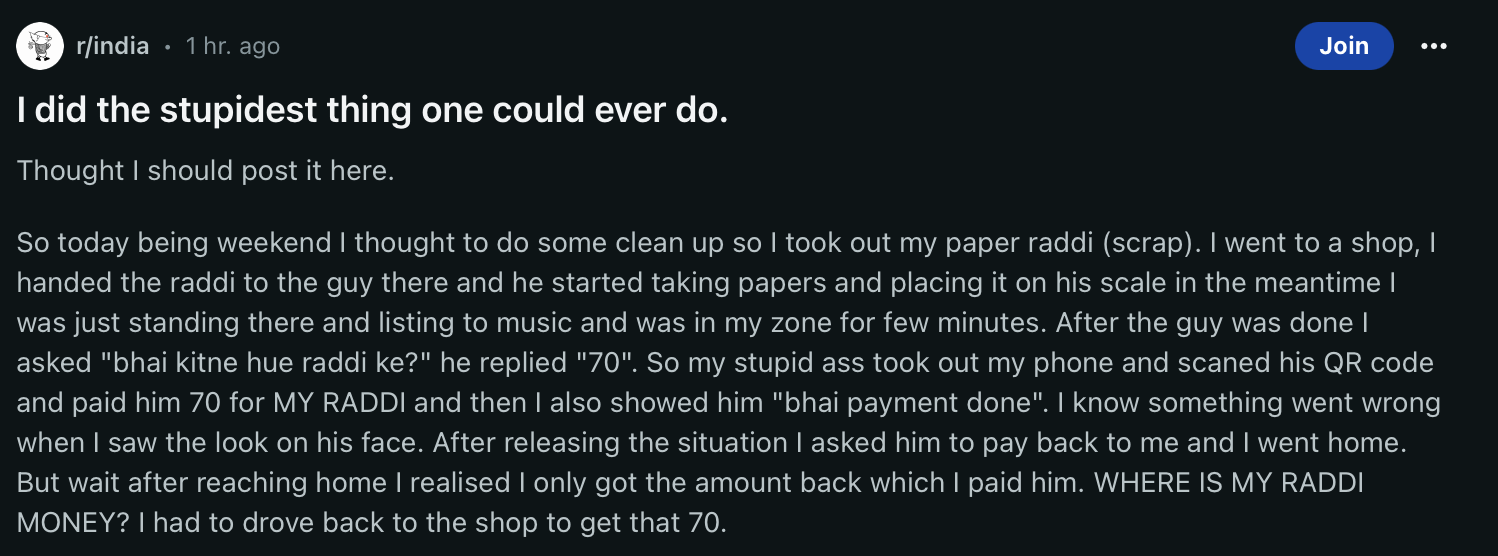 r/india • 1 hr. ago
Join
I did the stupidest thing one could ever do.
Thought I should post it here.
So today being weekend I thought to do some clean up so I took out my paper raddi (scrap). I went to a shop, I
handed the raddi to the guy there and he started taking papers and placing it on his scale in the meantime I
was just standing there and listing to music and was in my zone for few minutes. After the guy was done I
asked "bhai kitne hue raddi ke?" he replied "70". So my stupid ass took out my phone and scaned his QR code
and paid him 70 for MY RADDI and then I also showed him "bhai payment done". I know something went wrong
when I saw the look on his face. After releasing the situation I asked him to pay back to me and I went home.
But wait after reaching home I realised I only got the amount back which I paid him. WHERE IS MY RADDI
MONEY? I had to drove back to the shop to get that 70.